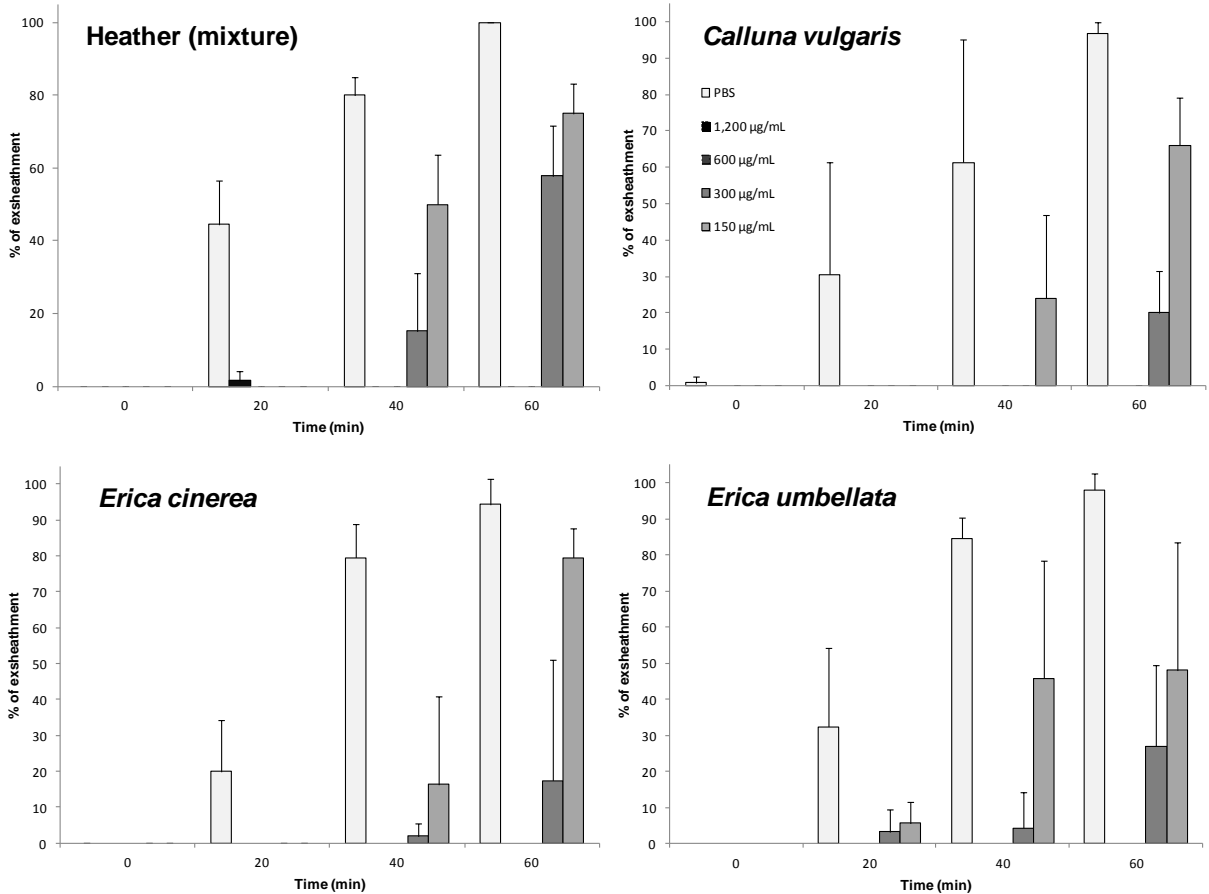 Heather (mixture)
% of exsheathment
100
80
60
40
20
0
0 20 40 60
Time (min)
Calluna vulgaris
% of exsheathment
100
90
80
70
60
50
40
30
20
10
0
PBS
1,200 µg/mL
600 µg/mL
300 µg/mL
150 µg/mL
0 20 40 60
Time (min)
Erica cinerea
% of exsheathment
100
90
80
70
60
50
40
30
20
10
0
0 20 40 60
Time (min)
Erica umbellata
% of exsheathment
100
90
80
70
60
50
40
30
20
10
0
0 20 40 60
Time (min)